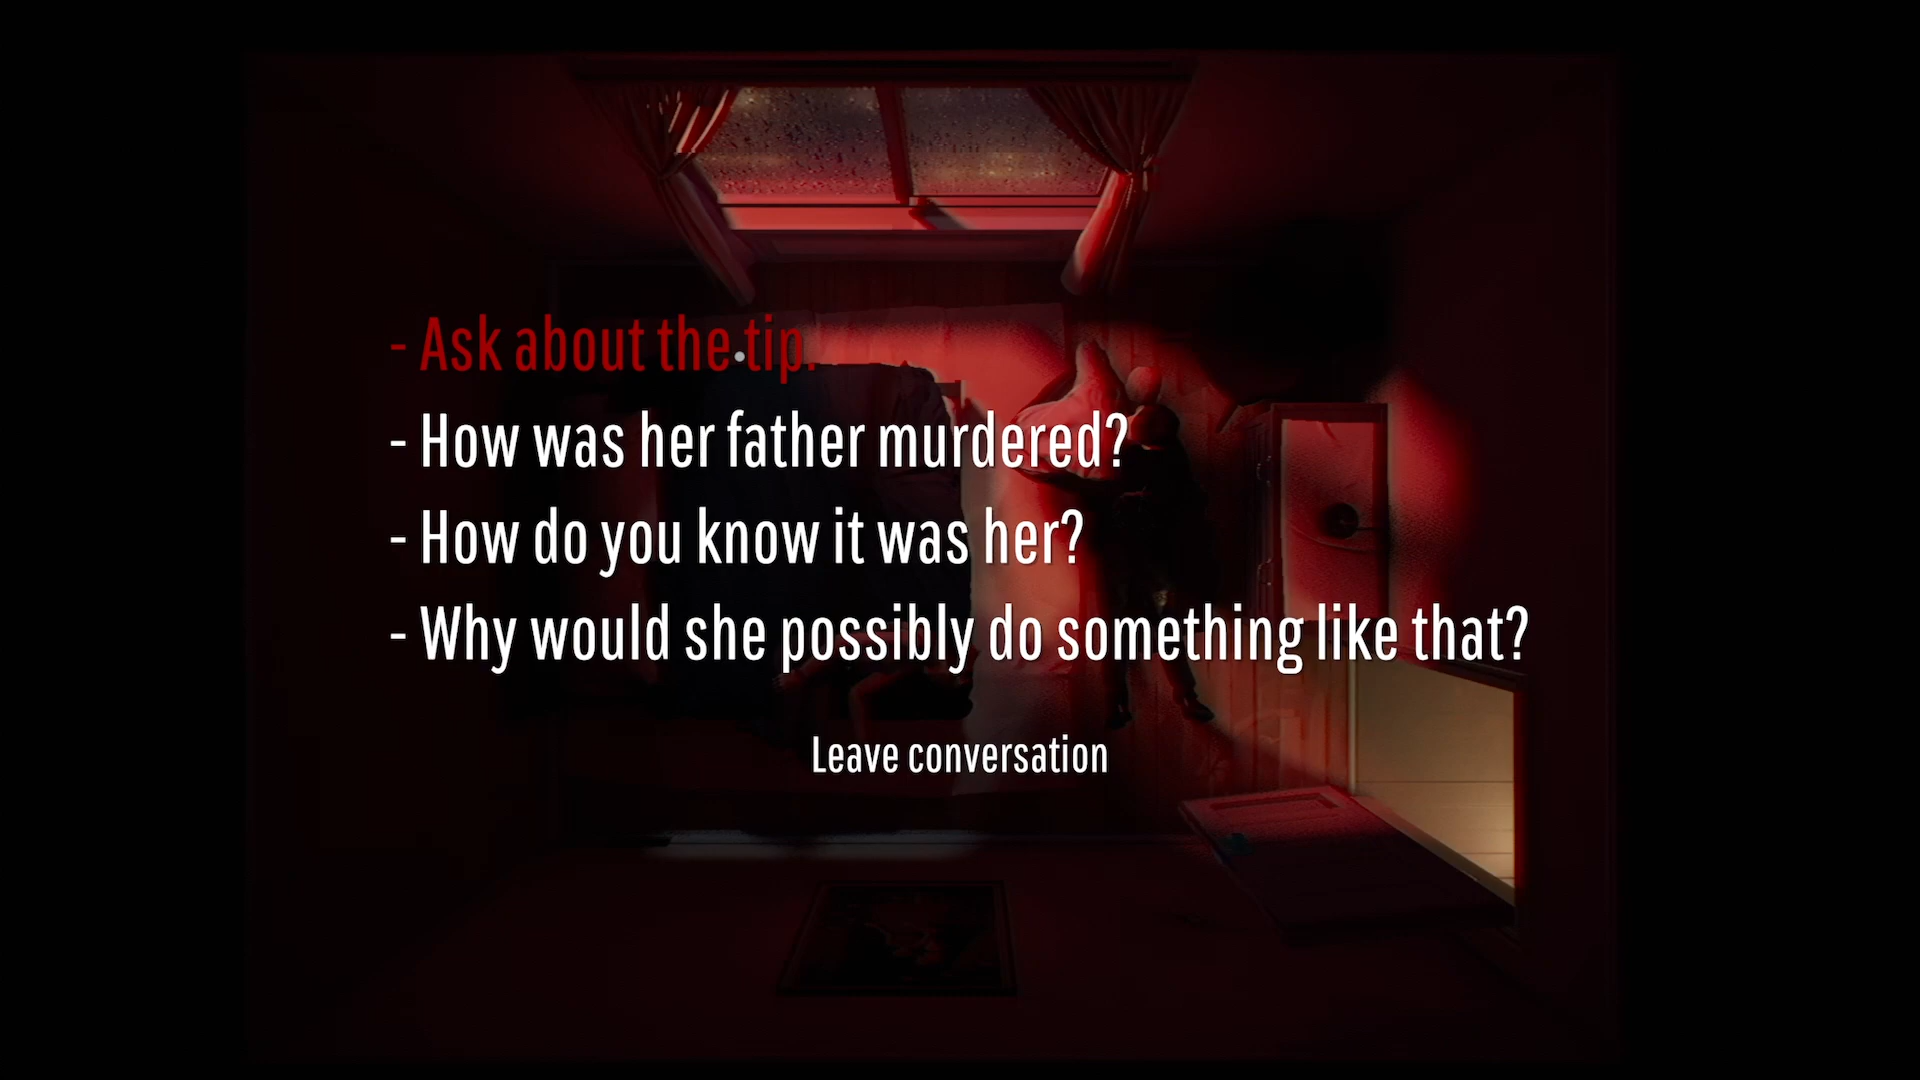 - Ask about the tip.
- How was her father murdered?
- How do you know it was her?
- Why would she possibly do something like that?
Leave conversation